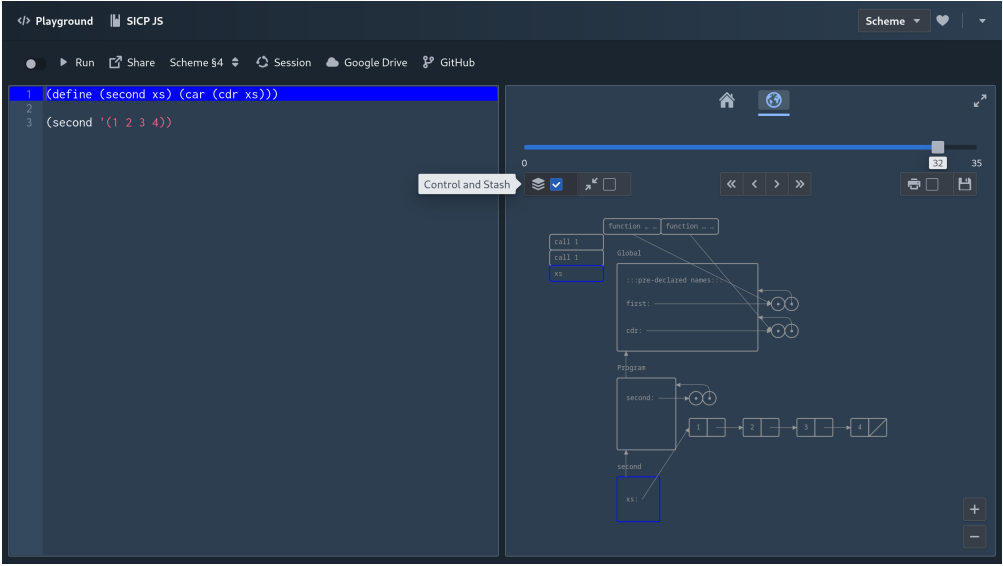 </> Playground SICP JS Scheme
Run Share Scheme §4 Session Google Drive GitHub
1 (define (second xs) (car (cdr xs)))
2
3 (second '(1 2 3 4))
0 32 35
Control and Stash
function … … function … …
call 1
call 1
xs
Global
:::pre-declared names:::
first:
cdr:
Program
second:
1 2 3 4
second
xs: